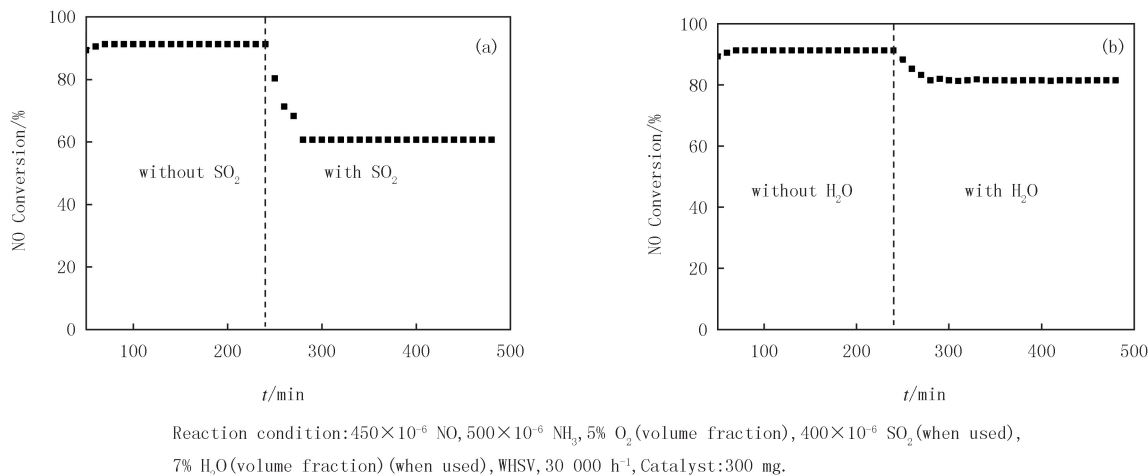 100
80
60
40
20
0
NO Conversion/%
(a)
without SO₂
with SO₂
100
200
300
400
500
t/min
100
80
60
40
20
0
NO Conversion/%
(b)
without H₂O
with H₂O
100
200
300
400
500
t/min
Reaction condition:450×10⁻⁶ NO,500×10⁻⁶ NH₃,5% O₂(volume fraction),400×10⁻⁶ SO₂(when used),
7% H₂O(volume fraction)(when used),WHSV,30 000 h⁻¹,Catalyst:300 mg.